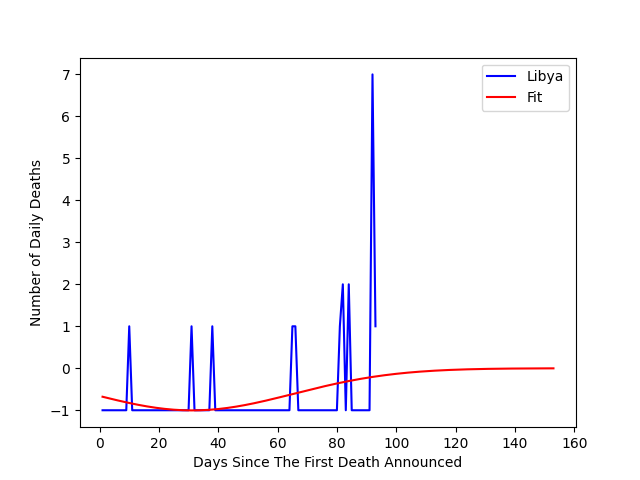 Libya
Fit
7
6
5
4
3
2
1
0
−1
Number of Daily Deaths
0 20 40 60 80 100 120 140 160
Days Since The First Death Announced